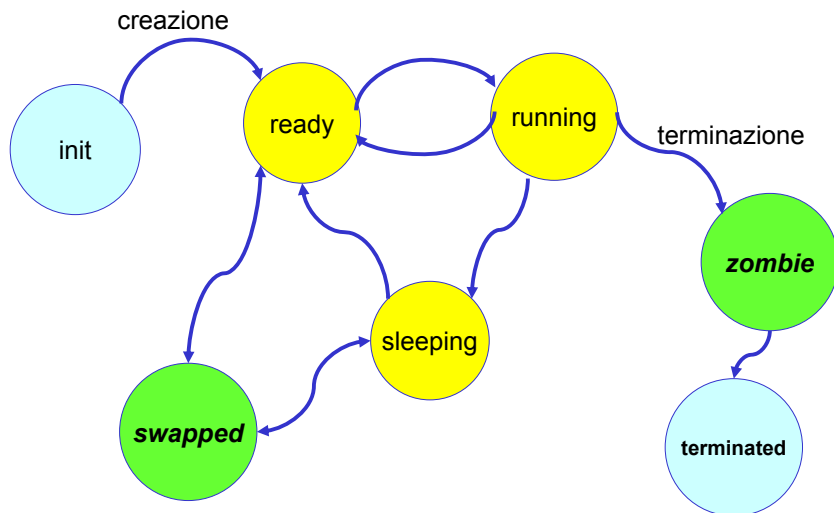 creazione
init
ready
running
terminazione
zombie
sleeping
swapped
terminated